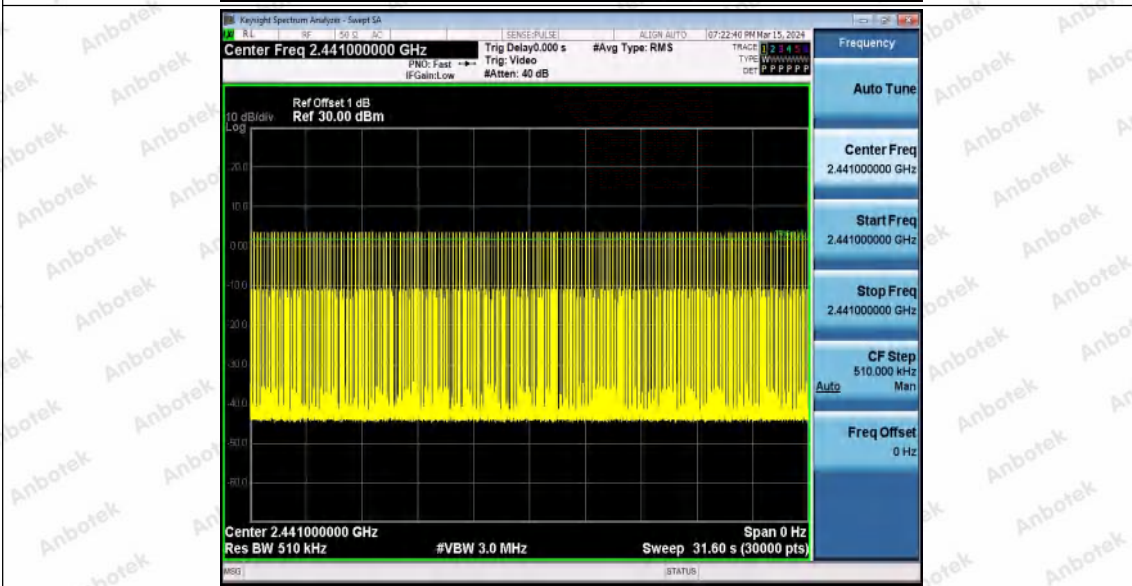 Keysight Spectrum Analyzer - Swept SA
RL RF 50 Ω AC SENSE:PULSE ALIGN AUTO 07:22:40 PM Mar 15, 2024
Center Freq 2.441000000 GHz Trig Delay0.000 s #Avg Type: RMS TRACE 1 2 3 4 5 6
PNO: Fast Trig: Video TYPE WWWWWW
IFGain:Low #Atten: 40 dB DET P P P P P P
Ref Offset 1 dB
10 dB/div Ref 30.00 dBm
Log
20.0
10.0
0.00
-10.0
-20.0
-30.0
-40.0
-50.0
-60.0
Center 2.441000000 GHz Span 0 Hz
Res BW 510 kHz #VBW 3.0 MHz Sweep 31.60 s (30000 pts)
MSG STATUS
Frequency
Auto Tune
Center Freq
2.441000000 GHz
Start Freq
2.441000000 GHz
Stop Freq
2.441000000 GHz
CF Step
510.000 kHz
Auto Man
Freq Offset
0 Hz
Anbotek